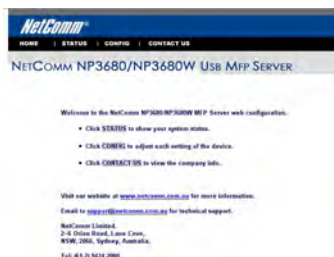 NetComm®
HOME | STATUS | CONFIG | CONTACT US
NETCOMM NP3680/NP3680W USB MFP SERVER
Welcome to the NetComm NP3680/NP3680W MFP Server web configuration.
• Click STATUS to show your system status.
• Click CONFIG to adjust each setting of the device.
• Click CONTACT US to view the company info.
Visit our website at www.netcomm.com.au for more information.
Email to support@netcomm.com.au for technical support.
NetComm Limited.
2-6 Orion Road, Lane Cove,
NSW, 2066, Sydney, Australia.